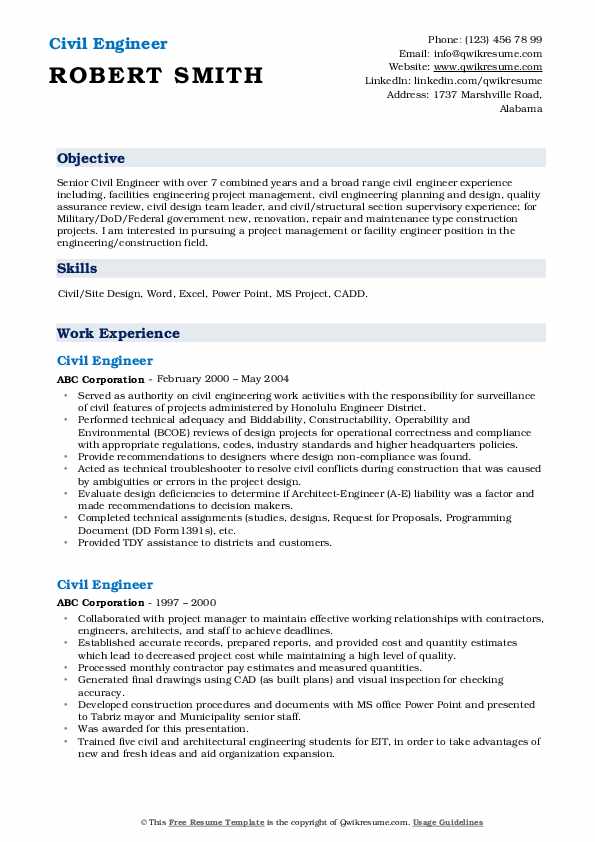 Civil Engineer
ROBERT SMITH
Phone: (123) 456 78 99
Email: info@qwikresume.com
Website: www.qwikresume.com
LinkedIn: linkedin.com/qwikresume
Address: 1737 Marshville Road,
Alabama
Objective
Senior Civil Engineer with over 7 combined years and a broad range civil engineer experience
including, facilities engineering project management, civil engineering planning and design, quality
assurance review, civil design team leader, and civil/structural section supervisory experience; for
Military/DoD/Federal government new, renovation, repair and maintenance type construction
projects. I am interested in pursuing a project management or facility engineer position in the
engineering/construction field.
Skills
Civil/Site Design, Word, Excel, Power Point, MS Project, CADD.
Work Experience
Civil Engineer
ABC Corporation - February 2000 – May 2004
• Served as authority on civil engineering work activities with the responsibility for surveillance
of civil features of projects administered by Honolulu Engineer District.
• Performed technical adequacy and Biddability, Constructability, Operability and
Environmental (BCOE) reviews of design projects for operational correctness and compliance
with appropriate regulations, codes, industry standards and higher headquarters policies.
• Provide recommendations to designers where design non-compliance was found.
• Acted as technical troubleshooter to resolve civil conflicts during construction that was caused
by ambiguities or errors in the project design.
• Evaluate design deficiencies to determine if Architect-Engineer (A-E) liability was a factor and
made recommendations to decision makers.
• Completed technical assignments (studies, designs, Request for Proposals, Programming
Document (DD Form1391s), etc.
• Provided TDY assistance to districts and customers.
Civil Engineer
ABC Corporation - 1997 – 2000
• Collaborated with project manager to maintain effective working relationships with contractors,
engineers, architects, and staff to achieve deadlines.
• Established accurate records, prepared reports, and provided cost and quantity estimates
which lead to decreased project cost while maintaining a high level of quality.
• Processed monthly contractor pay estimates and measured quantities.
• Generated final drawings using CAD (as built plans) and visual inspection for checking
accuracy.
• Developed construction procedures and documents with MS office Power Point and presented
to Tabriz mayor and Municipality senior staff.
• Was awarded for this presentation.
• Trained five civil and architectural engineering students for EIT, in order to take advantages of
new and fresh ideas and aid organization expansion.
© This Free Resume Template is the copyright of Qwikresume.com. Usage Guidelines